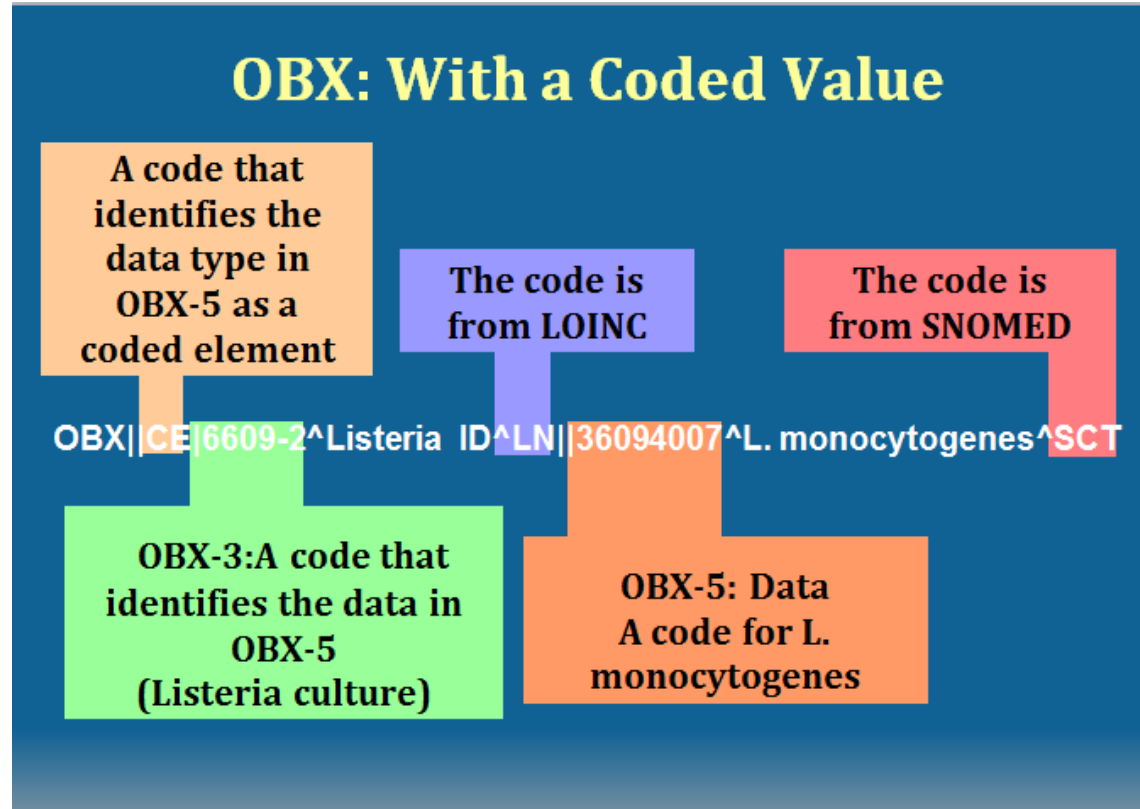 OBX: With a Coded Value
A code that
identifies the
data type in
OBX-5 as a
coded element
The code is
from LOINC
The code is
from SNOMED
OBX||CE|6609-2^Listeria ID^LN||36094007^L. monocytogenes^SCT
OBX-3:A code that
identifies the data in
OBX-5
(Listeria culture)
OBX-5: Data
A code for L.
monocytogenes